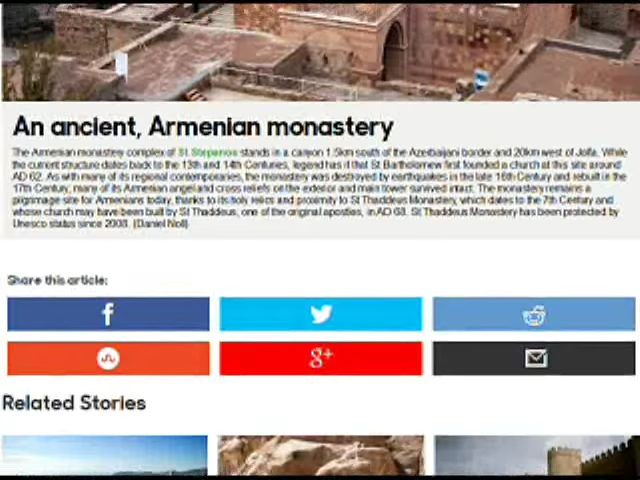 An ancient, Armenian monastery
The Armenian monastery complex of St Stepanos stands in a canyon 1.5km south of the Azerbaijani border and 20km west of Jolfa. While
the current structure dates back to the 13th and 14th Centuries, legend has it that St Bartholomew first founded a church at this site around
AD 62. As with many of its regional contemporaries, the monastery was destroyed by earthquakes in the late 16th Century and rebuilt in the
17th Century; many of its Armenian angel and cross reliefs on the exterior and main tower survived intact. The monastery remains a
pilgrimage site for Armenians today, thanks to its holy relics and proximity to St Thaddeus Monastery, which dates to the 7th Century and
whose church may have been built by St Thaddeus, one of the original apostles, in AD 68. St Thaddeus Monastery has been protected by
Unesco status since 2008. (Daniel Noll)
Share this article:
f
g+
Related Stories